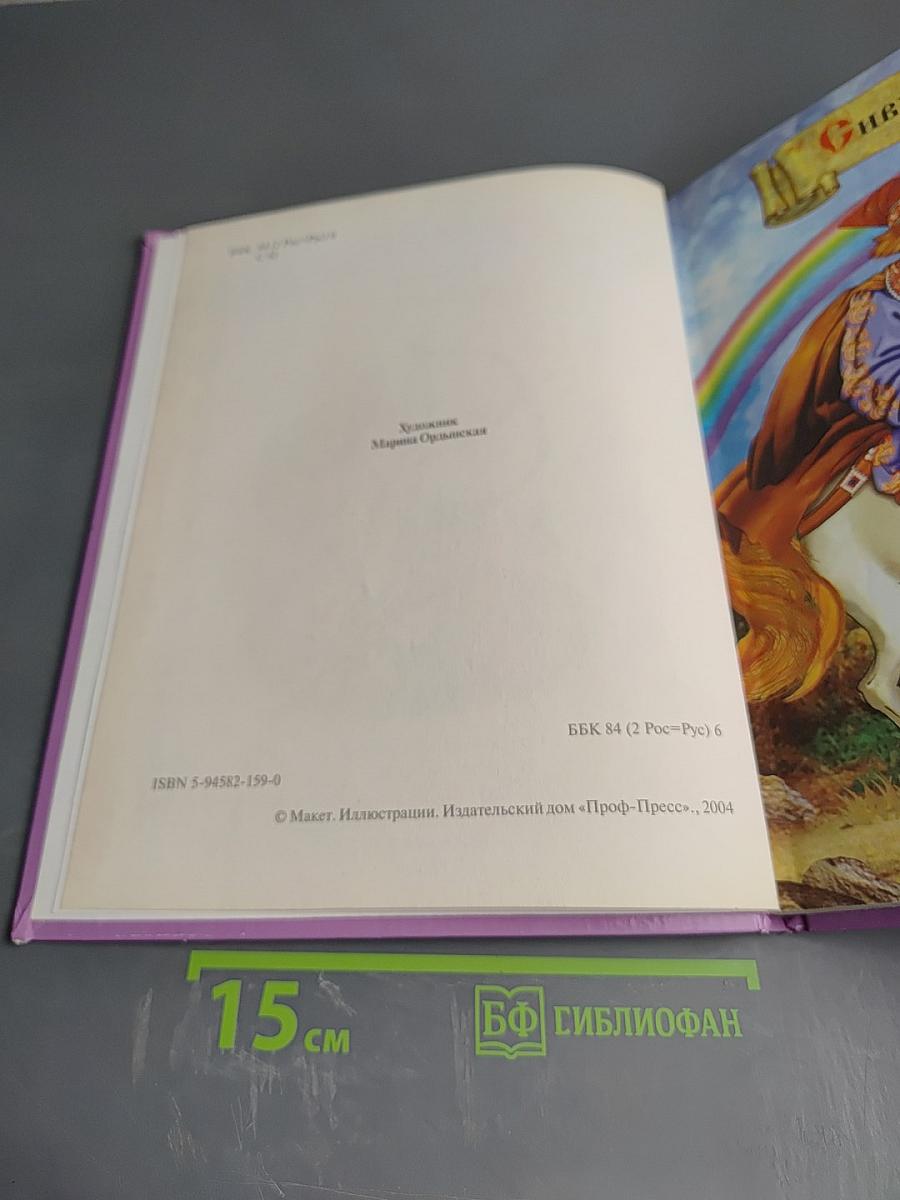 Сив
Художник
Марина Ордынская
ББК 84 (2 Рос=Рус) 6
ISBN 5-94582-159-0
© Макет. Иллюстрации. Издательский дом «Проф-Пресс»., 2004
15 см
БФ БИБЛИОФАН